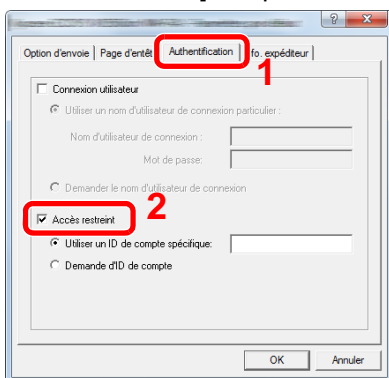 Option d'envoie Page d'entêt Authentification fo. expéditeur
1
Connexion utilisateur
Utiliser un nom d'utilisateur de connexion particulier :
Nom d'utilisateur de connexion :
Mot de passe:
Demander le nom d'utilisateur de connexion
2
Accès restreint
Utiliser un ID de compte spécifique:
Demande d'ID de compte
OK Annuler